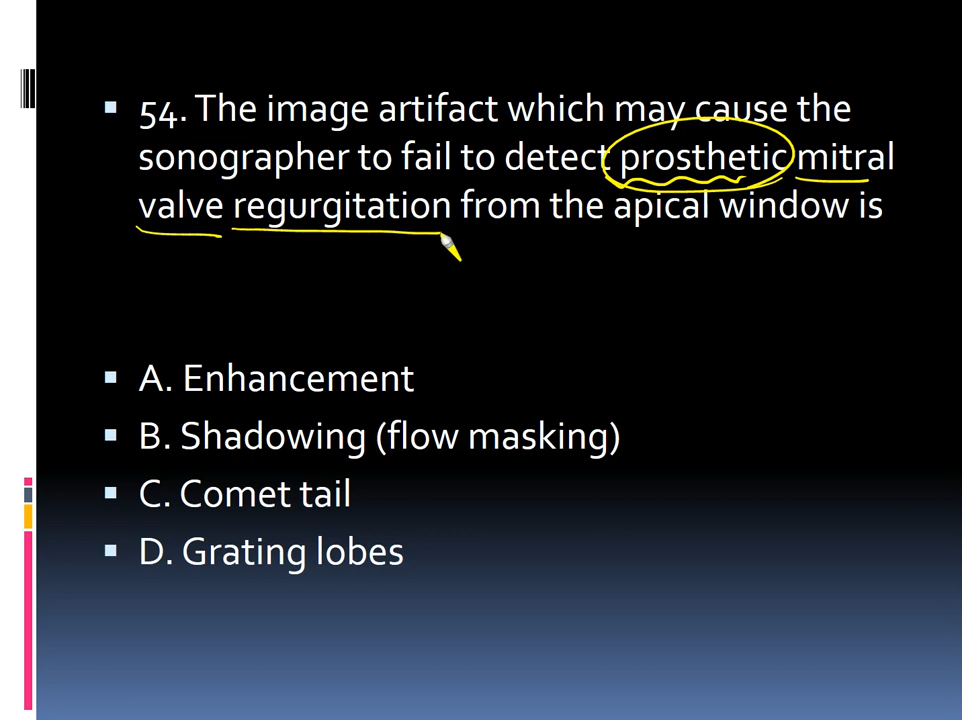 54. The image artifact which may cause the
sonographer to fail to detect prosthetic mitral
valve regurgitation from the apical window is
A. Enhancement
B. Shadowing (flow masking)
C. Comet tail
D. Grating lobes